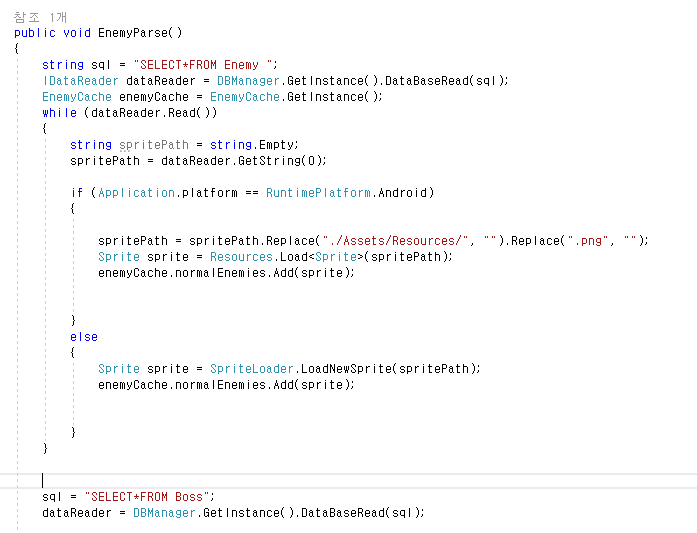 참조 1개
public void EnemyParse()
{
string sql = "SELECT*FROM Enemy ";
IDataReader dataReader = DBManager.GetInstance().DataBaseRead(sql);
EnemyCache enemyCache = EnemyCache.GetInstance();
while (dataReader.Read())
{
string spritePath = string.Empty;
spritePath = dataReader.GetString(0);
if (Application.platform == RuntimePlatform.Android)
{
spritePath = spritePath.Replace("./Assets/Resources/", "").Replace(".png", "");
Sprite sprite = Resources.Load<Sprite>(spritePath);
enemyCache.normalEnemies.Add(sprite);
}
else
{
Sprite sprite = SpriteLoader.LoadNewSprite(spritePath);
enemyCache.normalEnemies.Add(sprite);
}
}
sql = "SELECT*FROM Boss";
dataReader = DBManager.GetInstance().DataBaseRead(sql);